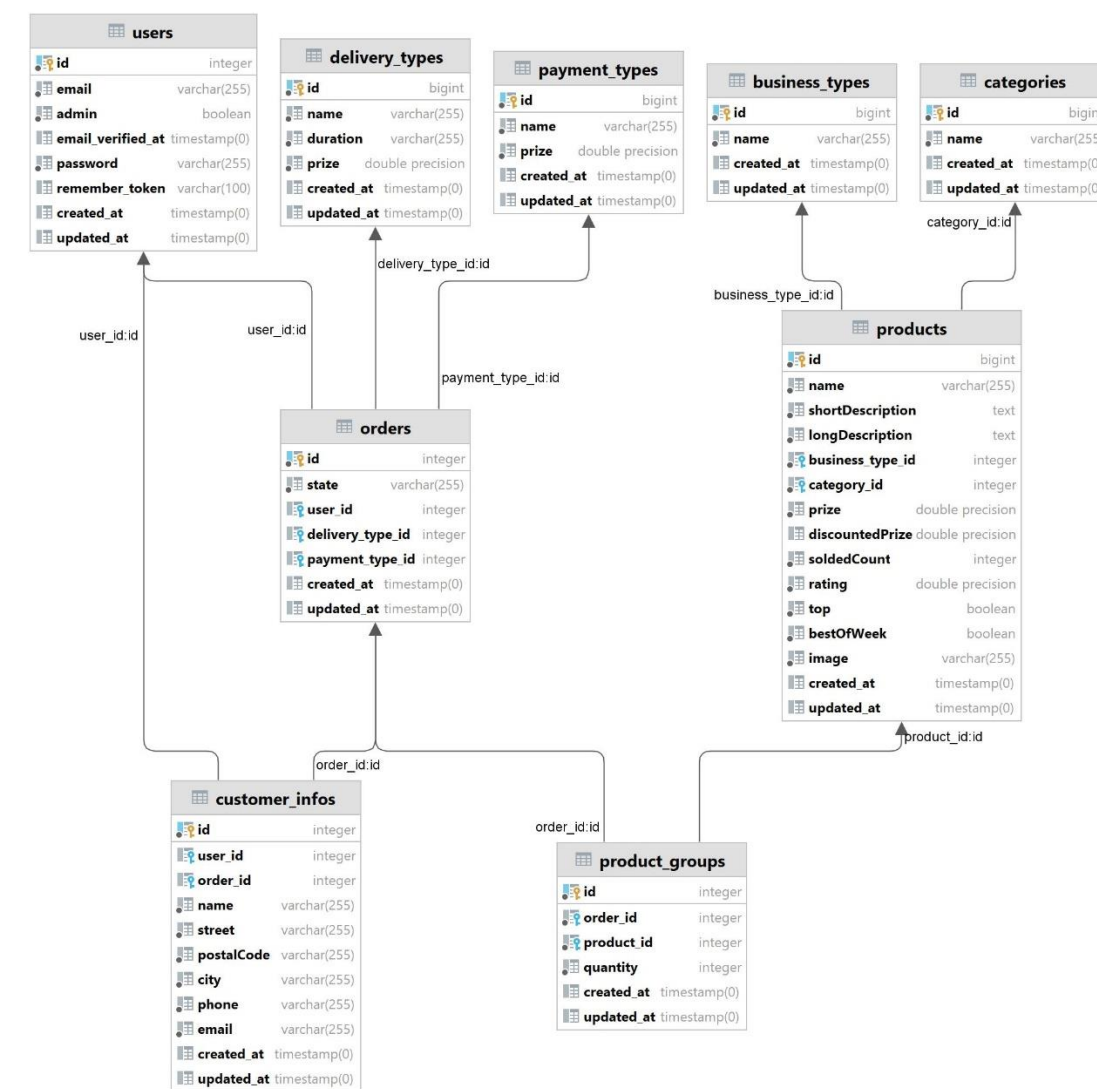 users
id integer
email varchar(255)
admin boolean
email_verified_at timestamp(0)
password varchar(255)
remember_token varchar(100)
created_at timestamp(0)
updated_at timestamp(0)
delivery_types
id bigint
name varchar(255)
duration varchar(255)
prize double precision
created_at timestamp(0)
updated_at timestamp(0)
payment_types
id bigint
name varchar(255)
prize double precision
created_at timestamp(0)
updated_at timestamp(0)
business_types
id bigint
name varchar(255)
created_at timestamp(0)
updated_at timestamp(0)
categories
id bigin
name varchar(255
created_at timestamp(0
updated_at timestamp(0
category_id:id
delivery_type_id:id
business_type_id:id
user_id:id
user_id:id
payment_type_id:id
products
id bigint
name varchar(255)
shortDescription text
longDescription text
business_type_id integer
category_id integer
prize double precision
discountedPrize double precision
soldedCount integer
rating double precision
top boolean
bestOfWeek boolean
image varchar(255)
created_at timestamp(0)
updated_at timestamp(0)
orders
id integer
state varchar(255)
user_id integer
delivery_type_id integer
payment_type_id integer
created_at timestamp(0)
updated_at timestamp(0)
product_id:id
order_id:id
order_id:id
customer_infos
id integer
user_id integer
order_id integer
name varchar(255)
street varchar(255)
postalCode varchar(255)
city varchar(255)
phone varchar(255)
email varchar(255)
created_at timestamp(0)
updated_at timestamp(0)
product_groups
id integer
order_id integer
product_id integer
quantity integer
created_at timestamp(0)
updated_at timestamp(0)